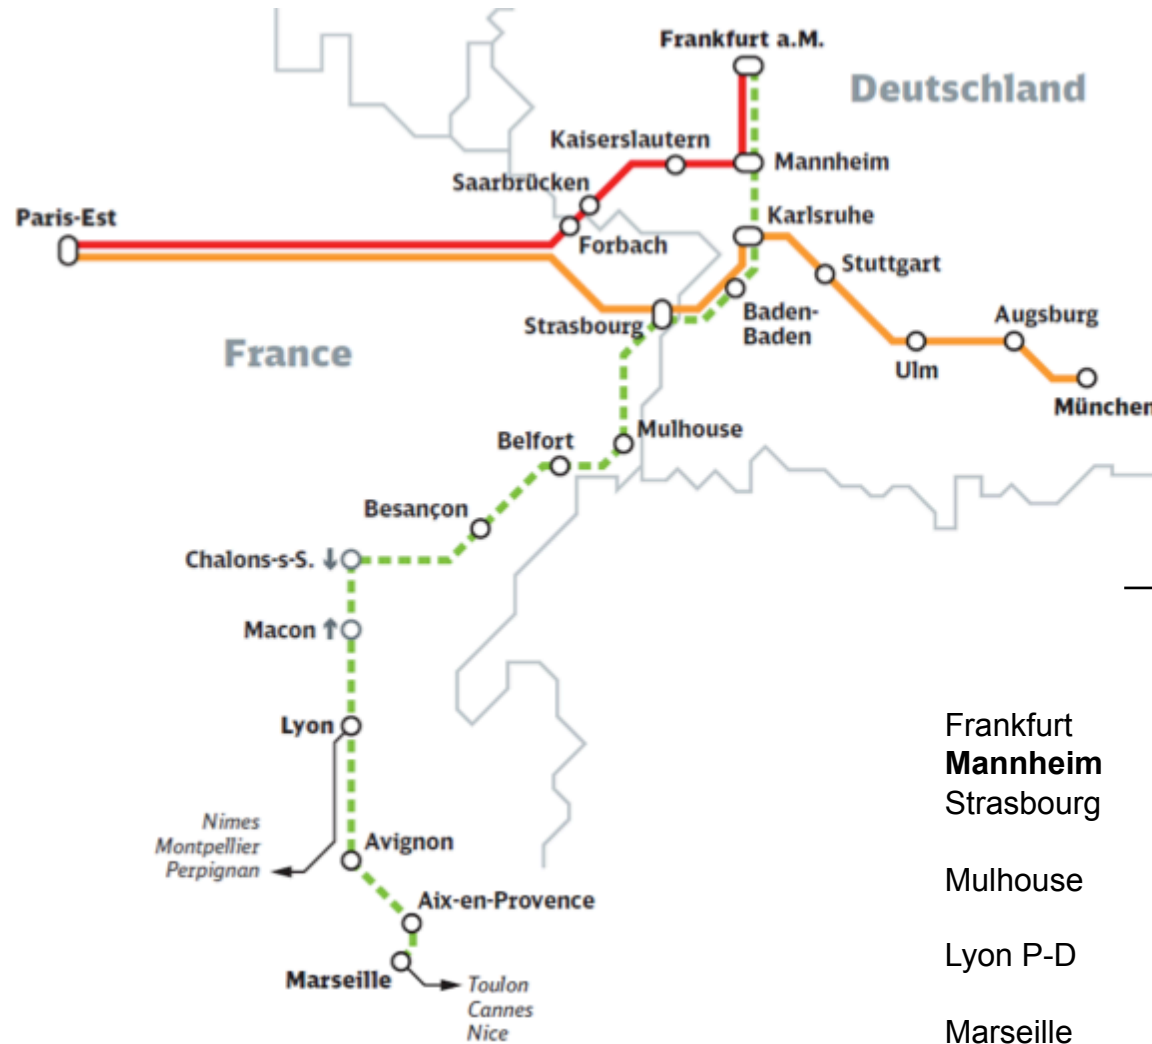 Frankfurt a.M.
Deutschland
Kaiserslautern
Mannheim
Saarbrücken
Paris-Est
Karlsruhe
Forbach
Stuttgart
Strasbourg
Baden-
Baden
Augsburg
France
Ulm
München
Mulhouse
Belfort
Besançon
Chalons-s-S. ↓
Macon ↑
Lyon
Nimes
Montpellier
Perpignan
Avignon
Aix-en-Provence
Marseille
Toulon
Cannes
Nice
Frankfurt
Mannheim
Strasbourg
Mulhouse
Lyon P-D
Marseille